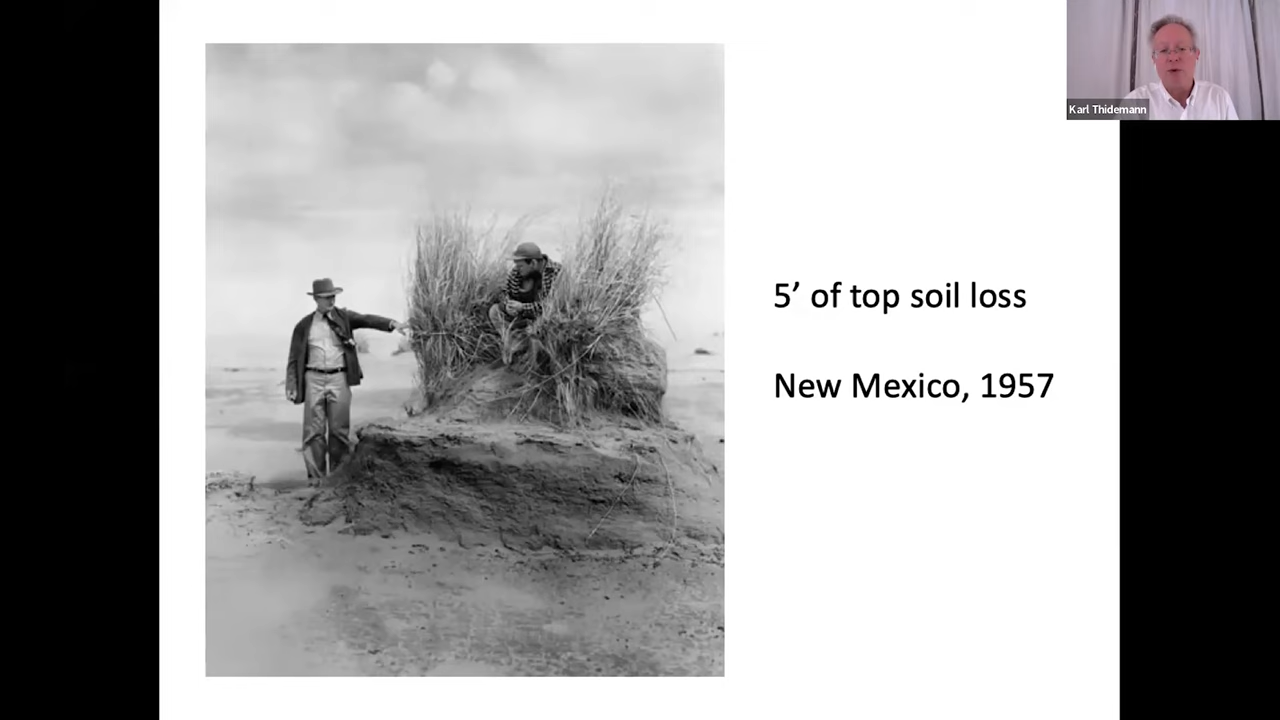 Karl Thidemann
5’ of top soil loss
New Mexico, 1957